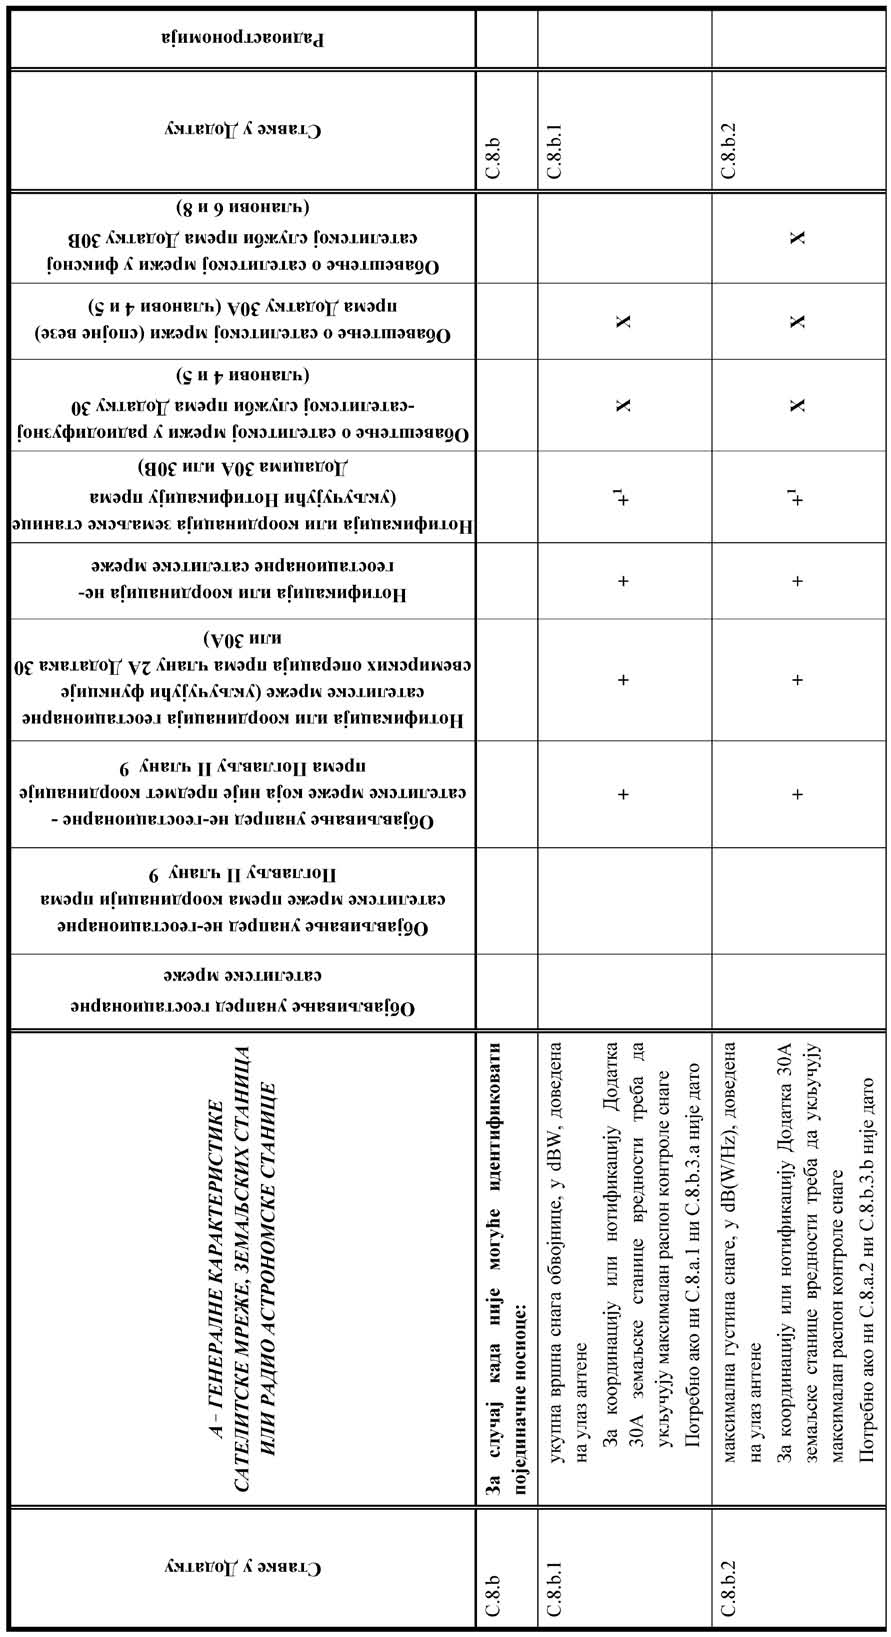 Ставке у Додатку
А – ГЕНЕРАЛНЕ КАРАКТЕРИСТИКЕ
САТЕЛИТСКЕ МРЕЖЕ, ЗЕМАЉСКИХ СТАНИЦА
ИЛИ РАДИО АСТРОНОМСКЕ СТАНИЦЕ
Објављивање унапред геостационарне
сателитске мреже
Објављивање унапред не-геостационарне
сателитске мреже према координацији према
Поглављу II члану 9
Објављивање унапред не-геостационарне -
сателитске мреже која није предмет координације
према Поглављу II члану 9
Нотификација или координација геостационарне
сателитске мреже (укључујући функције
свемирских операција према члану 2А Додатака 30
или 30А)
Нотификација или координација не-
геостационарне сателитске мреже
Нотификација или координација земаљске станице
(укључујући Нотификацију према
Додацима 30А или 30В)
Обавештење о сателитској мрежи у радиодифузној
-сателитској служби према Додатку 30
(чланови 4 и 5)
Обавештење о сателитској мрежи (спојне везе)
према Додатку 30А (чланови 4 и 5)
Обавештење о сателитској мрежи у фиксној
сателитској служби према Додатку 30В
(чланови 6 и 8)
Ставке у Додатку
Радиоастрономија
C.8.b
За случај када није могуће идентификовати
појединачне носиоце:
C.8.b
C.8.b.1
укупна вршна снага обвојнице, у dBW, доведена
на улаз антене
За координацију или нотификацију Додатка
30А земаљске станице вредности треба да
укључују максималан распон контроле снаге
Потребно ако ни C.8.a.1 ни C.8.b.3.a није дато
+
+
+
+¹
X
X
C.8.b.1
C.8.b.2
максимална густина снаге, у dB(W/Hz), доведена
на улаз антене
За координацију или нотификацију Додатка 30А
земаљске станице вредности треба да укључују
максималан распон контроле снаге
Потребно ако ни C.8.a.2 ни C.8.b.3.b није дато
+
+
+
+¹
X
X
X
C.8.b.2